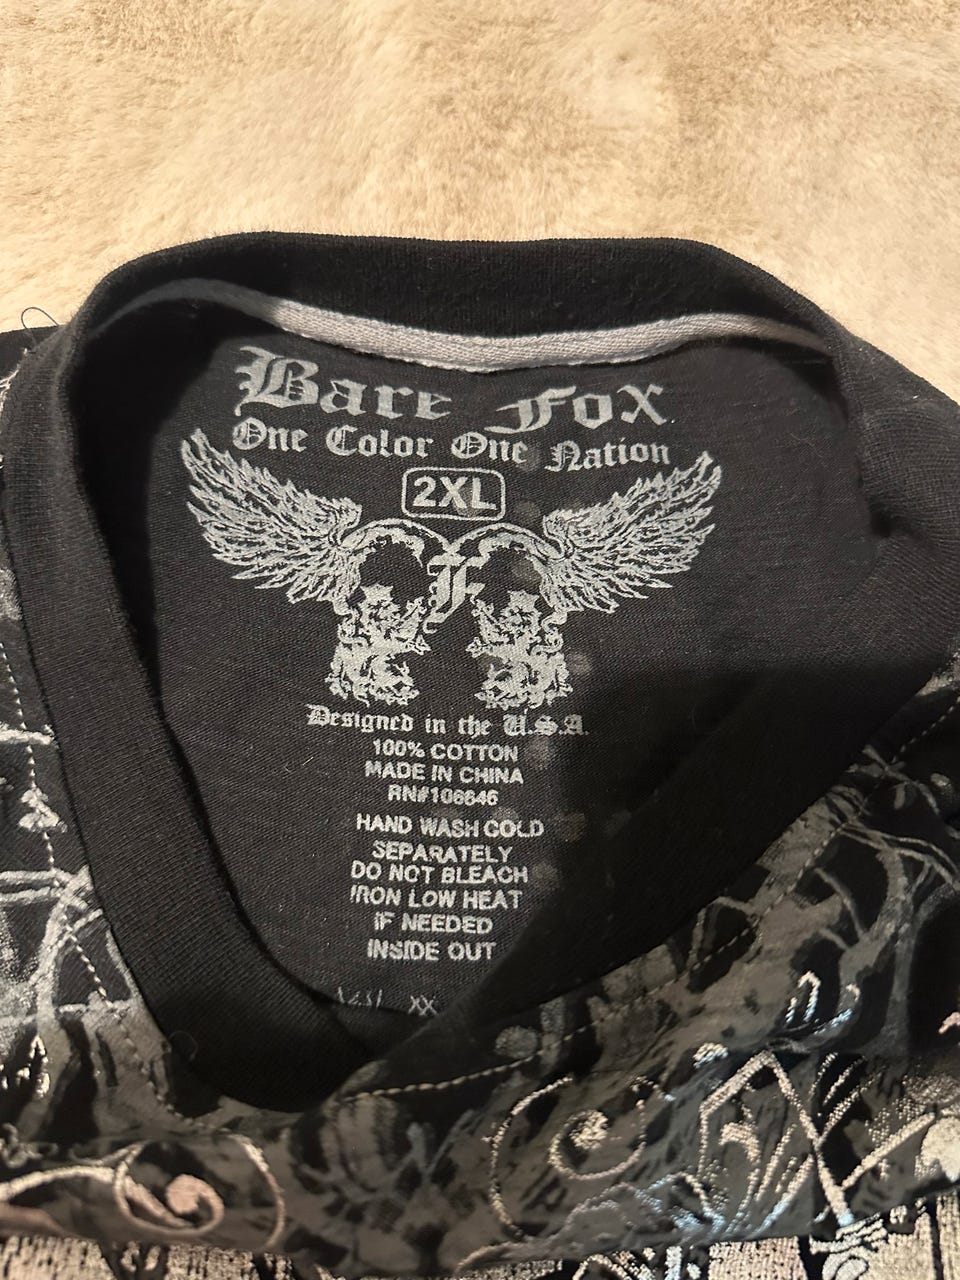 Bare Fox
One Color One Nation
2XL
F
Designed in the U.S.A.
100% COTTON
MADE IN CHINA
RN#106646
HAND WASH COLD
SEPARATELY
DO NOT BLEACH
IRON LOW HEAT
IF NEEDED
INSIDE OUT
XX